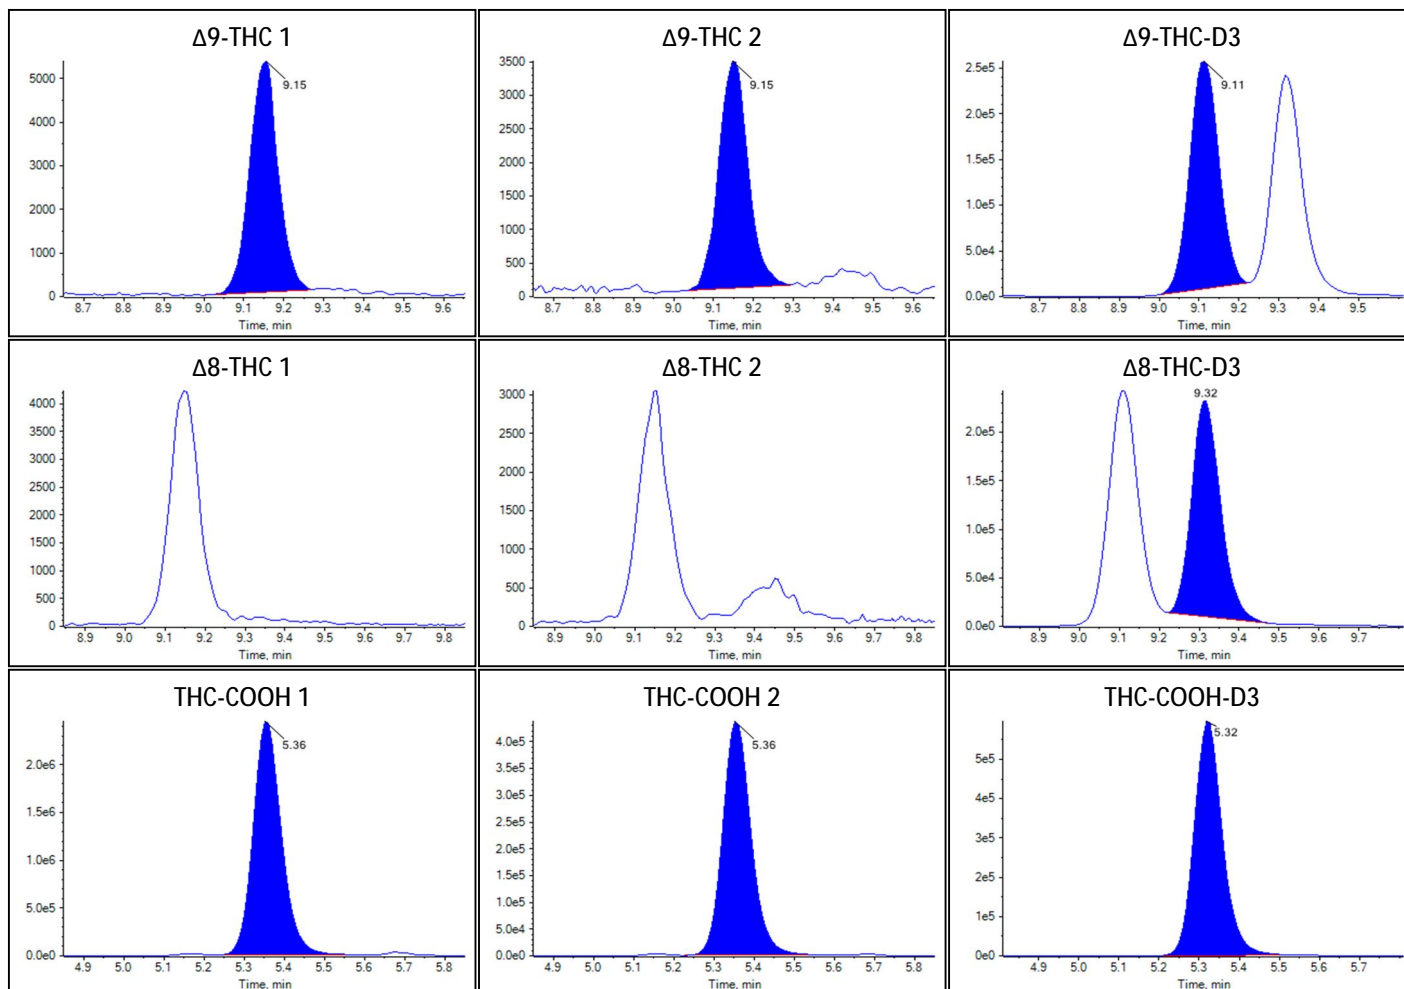 Δ9-THC 1
5000
4000
3000
2000
1000
0
9.15
8.7 8.8 8.9 9.0 9.1 9.2 9.3 9.4 9.5 9.6
Time, min
Δ9-THC 2
3500
3000
2500
2000
1500
1000
500
0
9.15
8.7 8.8 8.9 9.0 9.1 9.2 9.3 9.4 9.5 9.6
Time, min
Δ9-THC-D3
2.5e5
2.0e5
1.5e5
1.0e5
5.0e4
0.0e0
9.11
8.7 8.8 8.9 9.0 9.1 9.2 9.3 9.4 9.5
Time, min
Δ8-THC 1
4000
3500
3000
2500
2000
1500
1000
500
0
8.9 9.0 9.1 9.2 9.3 9.4 9.5 9.6 9.7 9.8
Time, min
Δ8-THC 2
3000
2500
2000
1500
1000
500
0
8.9 9.0 9.1 9.2 9.3 9.4 9.5 9.6 9.7 9.8
Time, min
Δ8-THC-D3
9.32
2.0e5
1.5e5
1.0e5
5.0e4
0.0e0
8.9 9.0 9.1 9.2 9.3 9.4 9.5 9.6 9.7
Time, min
THC-COOH 1
2.0e6
1.5e6
1.0e6
5.0e5
0.0e0
5.36
4.9 5.0 5.1 5.2 5.3 5.4 5.5 5.6 5.7 5.8
Time, min
THC-COOH 2
4.0e5
3.5e5
3.0e5
2.5e5
2.0e5
1.5e5
1.0e5
5.0e4
0.0e0
5.36
4.9 5.0 5.1 5.2 5.3 5.4 5.5 5.6 5.7 5.8
Time, min
THC-COOH-D3
5e5
4e5
3e5
2e5
1e5
0e0
5.32
4.9 5.0 5.1 5.2 5.3 5.4 5.5 5.6 5.7
Time, min